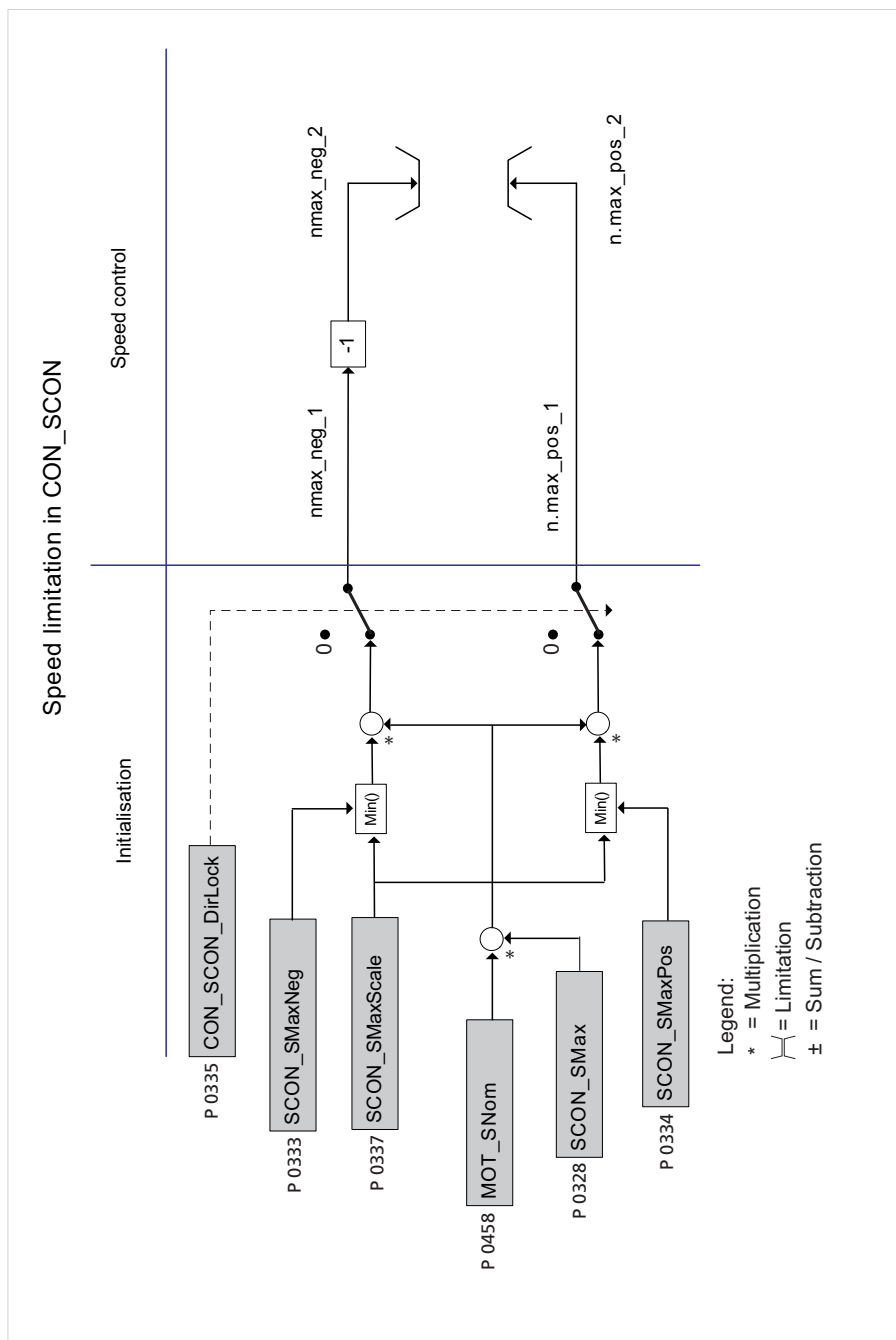 Speed limitation in CON_SCON
Initialisation
Speed control
P 0335
CON_SCON_DirLock
P 0333
SCON_SMaxNeg
P 0337
SCON_SMaxScale
P 0458
MOT_SNom
P 0328
SCON_SMax
P 0334
SCON_SMaxPos
*
Min()
*
0
nmax_neg_1
-1
nmax_neg_2
Min()
*
0
n.max_pos_1
n.max_pos_2
Legend:
* = Multiplication
= Limitation
± = Sum / Subtraction